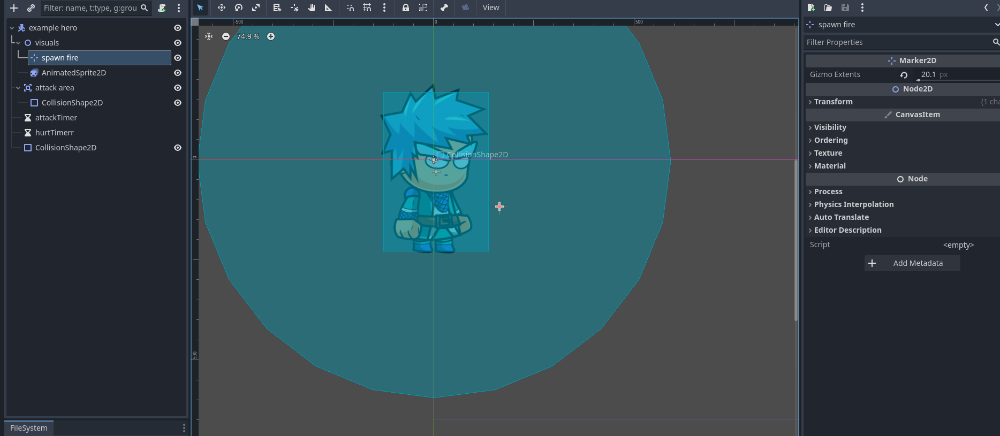 Filter: name, t:type, g:grou
example hero
visuals
spawn fire
AnimatedSprite2D
attack area
CollisionShape2D
attackTimer
hurtTimerr
CollisionShape2D
FileSystem
View
-500
0
500
74.9 %
0
500
CollisionShape2D
spawn fire
Filter Properties
Marker2D
Gizmo Extents 20.1 px
Node2D
Transform (1 cha
CanvasItem
Visibility
Ordering
Texture
Material
Node
Process
Physics Interpolation
Auto Translate
Editor Description
Script <empty>
Add Metadata